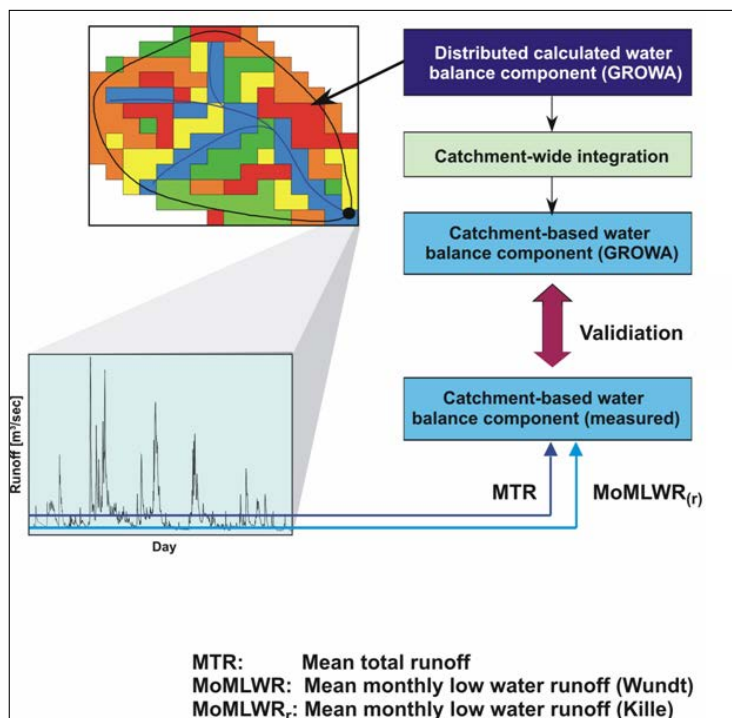 Distributed calculated water
balance component (GROWA)
Catchment-wide integration
Catchment-based water
balance component (GROWA)
Validiation
Catchment-based water
balance component (measured)
MTR
MoMLWR(r)
Runoff [m³/sec]
Day
MTR: Mean total runoff
MoMLWR: Mean monthly low water runoff (Wundt)
MoMLWRr: Mean monthly low water runoff (Kille)